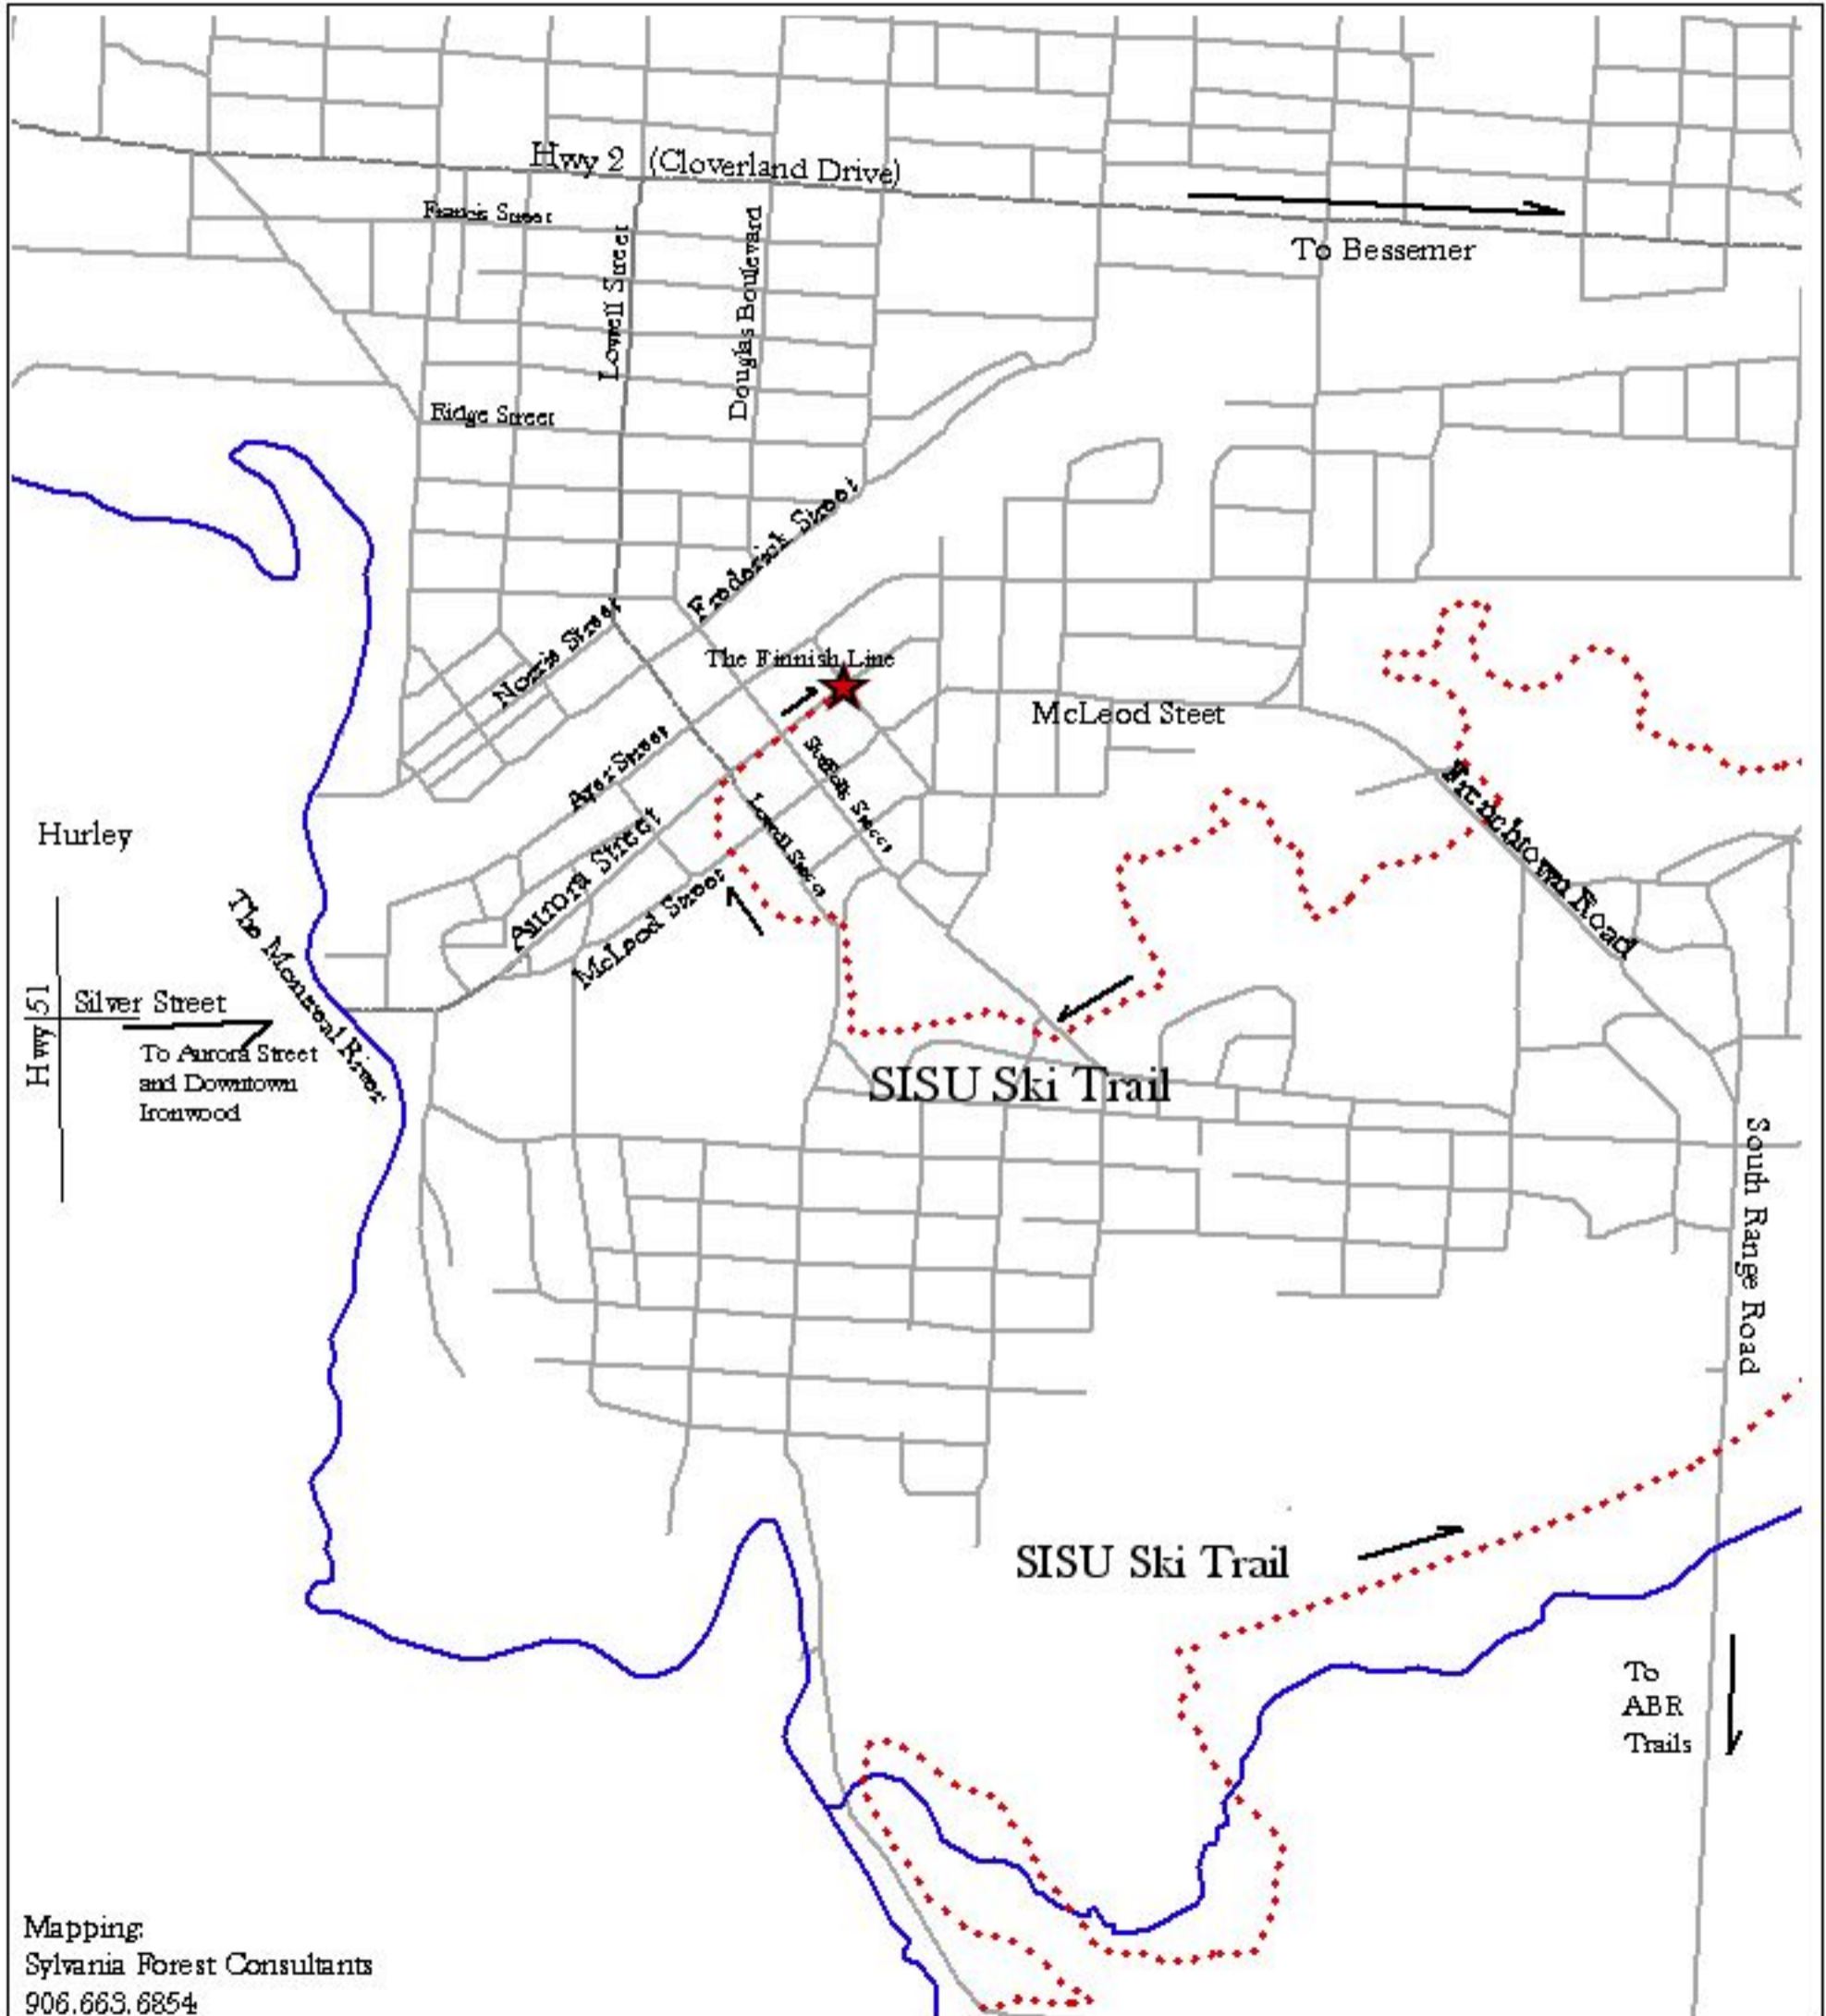 Hwy 2 (Cloverland Drive)
Francis Street
Lowell Street
Douglas Boulevard
To Bessemer
Ridge Street
Frederick Street
Norrie Street
The Finnish Line
McLeod Steet
Ayer Street
Suffolk Street
Lowell Street
Frenchtown Road
Hurley
Aurora Street
McLeod Street
The Montreal River
Hwy 51
Silver Street
To Aurora Street
and Downtown
Ironwood
SISU Ski Trail
South Range Road
SISU Ski Trail
To
ABR
Trails
Mapping:
Sylvania Forest Consultants
906.663.6854